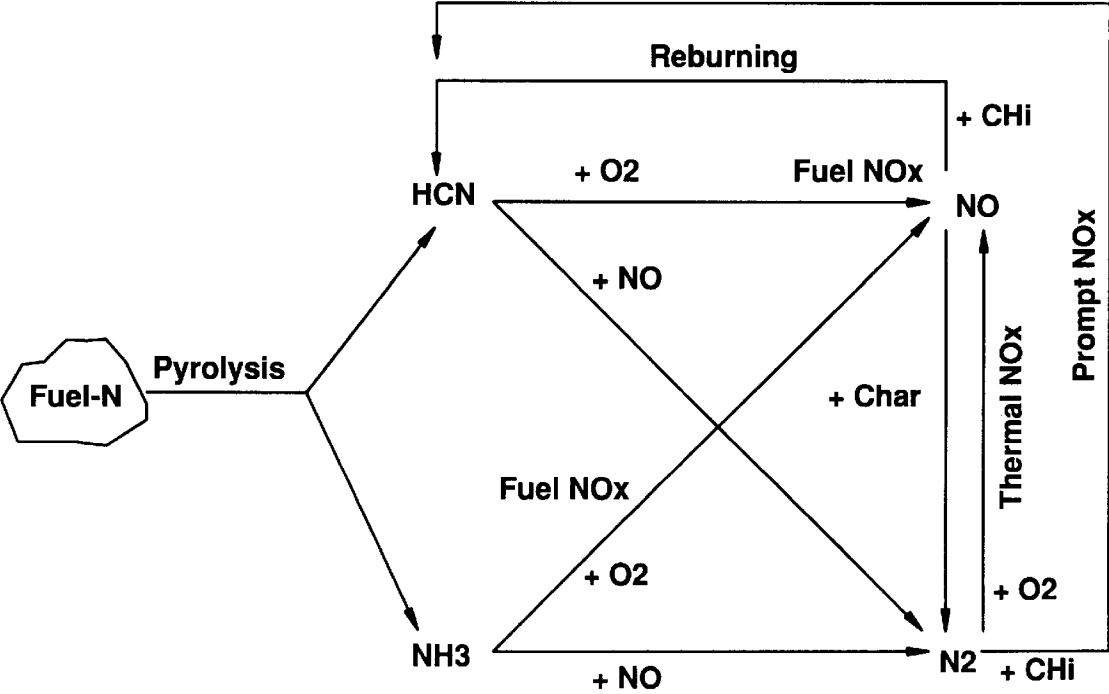 Reburning
+ CHi
+ O2
Fuel NOx
HCN
NO
+ NO
Prompt NOx
Pyrolysis
Fuel-N
+ Char
Thermal NOx
Fuel NOx
+ O2
+ O2
NH3
N2
+ CHi
+ NO